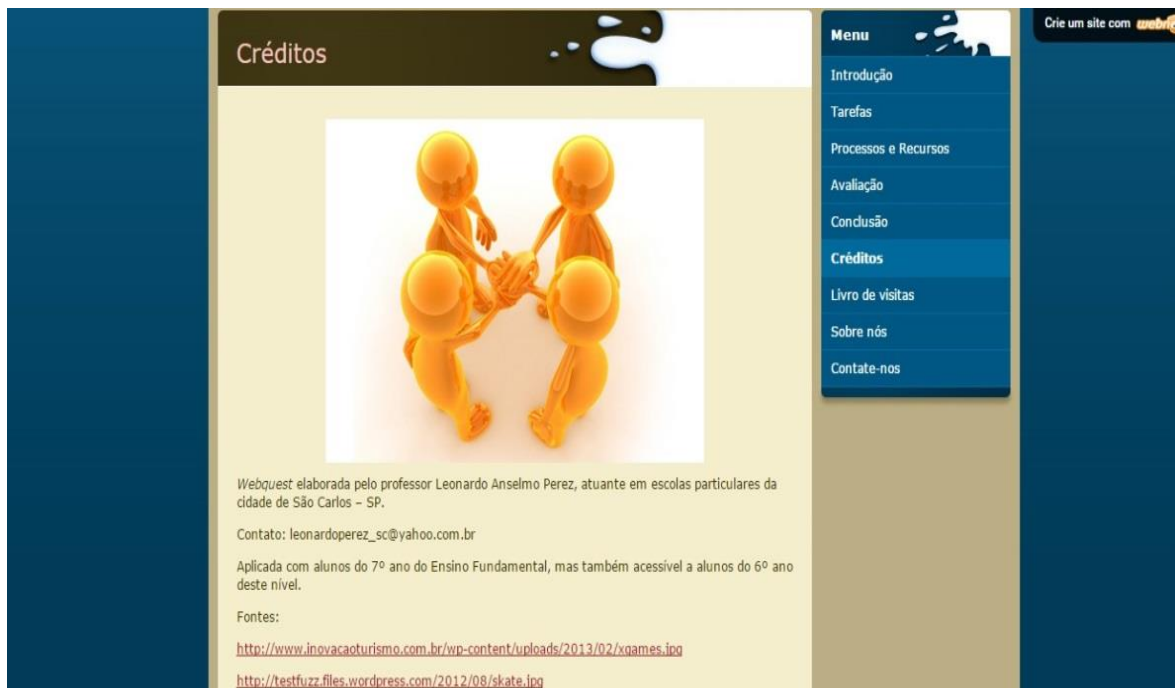 Créditos
Webquest elaborada pelo professor Leonardo Anselmo Perez, atuante em escolas particulares da
cidade de São Carlos – SP.
Contato: leonardoperez_sc@yahoo.com.br
Aplicada com alunos do 7º ano do Ensino Fundamental, mas também acessível a alunos do 6º ano
deste nível.
Fontes:
http://www.inovacaoturismo.com.br/wp-content/uploads/2013/02/xgames.jpg
http://testfuzz.files.wordpress.com/2012/08/skate.jpg
Menu
Introdução
Tarefas
Processos e Recursos
Avaliação
Conclusão
Créditos
Livro de visitas
Sobre nós
Contate-nos
Crie um site com